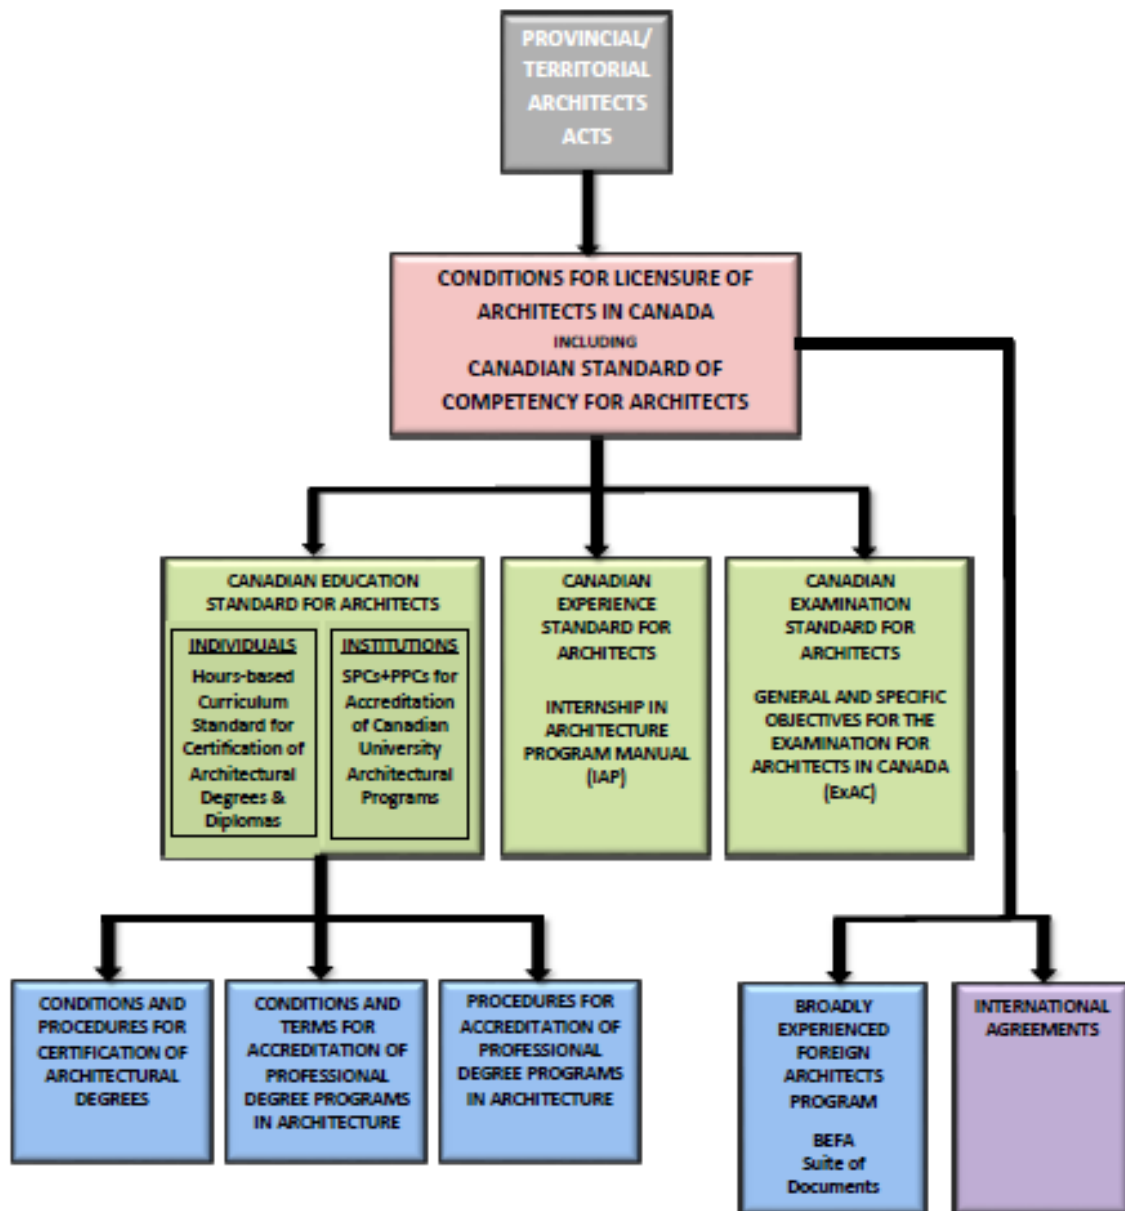 PROVINCIAL/
TERRITORIAL
ARCHITECTS
ACTS
CONDITIONS FOR LICENSURE OF
ARCHITECTS IN CANADA
INCLUDING
CANADIAN STANDARD OF
COMPETENCY FOR ARCHITECTS
CANADIAN EDUCATION
STANDARD FOR ARCHITECTS
INDIVIDUALS
Hours-based
Curriculum
Standard for
Certification of
Architectural
Degrees &
Diplomas
INSTITUTIONS
SPCs+PPCs for
Accreditation
of Canadian
University
Architectural
Programs
CANADIAN
EXPERIENCE
STANDARD FOR
ARCHITECTS
INTERNSHIP IN
ARCHITECTURE
PROGRAM MANUAL
(IAP)
CANADIAN
EXAMINATION
STANDARD FOR
ARCHITECTS
GENERAL AND SPECIFIC
OBJECTIVES FOR THE
EXAMINATION FOR
ARCHITECTS IN CANADA
(ExAC)
CONDITIONS AND
PROCEDURES FOR
CERTIFICATION OF
ARCHITECTURAL
DEGREES
CONDITIONS AND
TERMS FOR
ACCREDITATION OF
PROFESSIONAL
DEGREE PROGRAMS
IN ARCHITECTURE
PROCEDURES FOR
ACCREDITATION OF
PROFESSIONAL
DEGREE PROGRAMS
IN ARCHITECTURE
BROADLY
EXPERIENCED
FOREIGN
ARCHITECTS
PROGRAM
BEFA
Suite of
Documents
INTERNATIONAL
AGREEMENTS